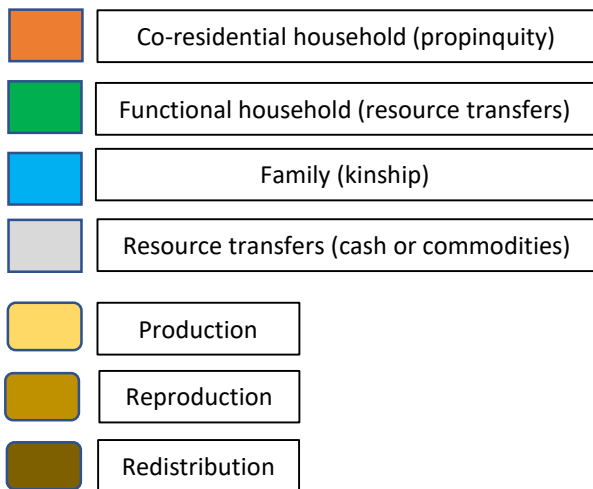 Co-residential household (propinquity)
Functional household (resource transfers)
Family (kinship)
Resource transfers (cash or commodities)
Production
Reproduction
Redistribution